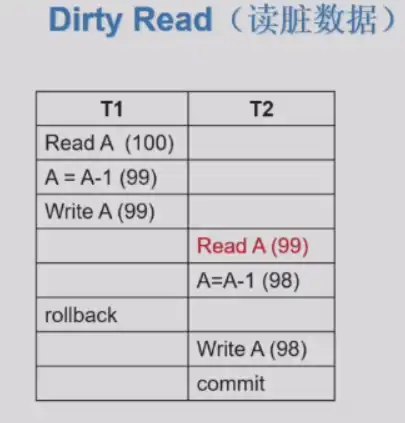 Dirty Read（读脏数据）
T1 T2
Read A (100)
A = A-1 (99)
Write A (99)
Read A (99)
A=A-1 (98)
rollback
Write A (98)
commit